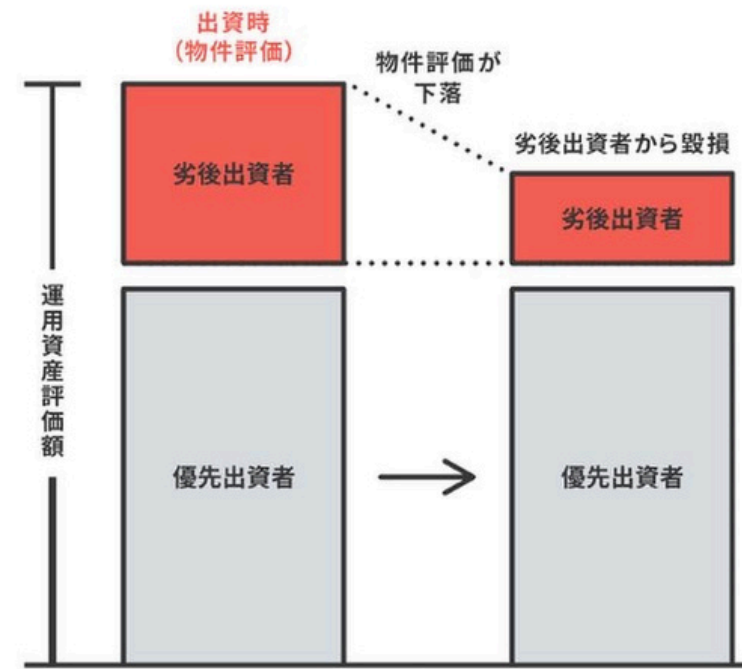 出資時
（物件評価）
物件評価が
下落
劣後出資者から毀損
劣後出資者
劣後出資者
運用資産評価額
優先出資者
優先出資者